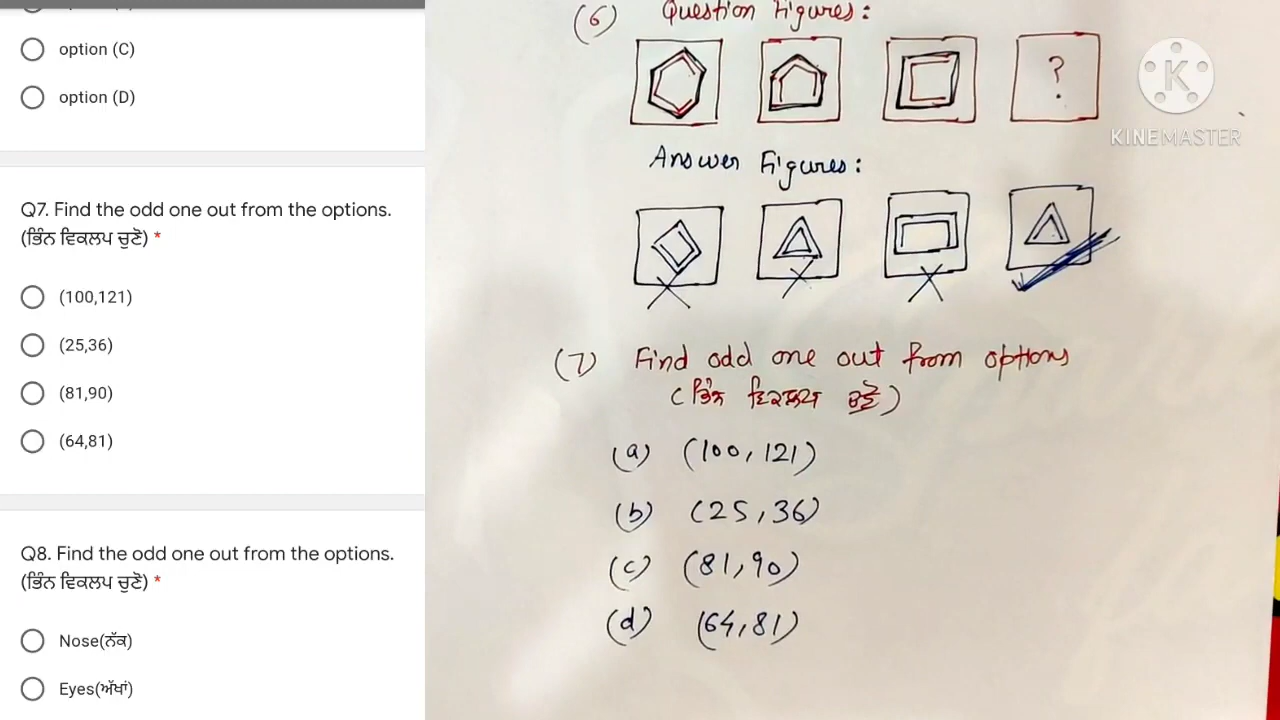 option (C)
option (D)
Q7. Find the odd one out from the options.
(ਭਿੰਨ ਵਿਕਲਪ ਚੁਣੋ) *
(100,121)
(25,36)
(81,90)
(64,81)
Q8. Find the odd one out from the options.
(ਭਿੰਨ ਵਿਕਲਪ ਚੁਣੋ) *
Nose(ਨੱਕ)
Eyes(ਅੱਖਾਂ)
(6) Question Figures:
?
Answer Figures:
(7) Find odd one out from options
(ਭਿੰਨ ਵਿਕਲਪ ਚੁਣੋ)
(a) (100, 121)
(b) (25, 36)
(c) (81, 90)
(d) (64, 81)
K
KINEMASTER